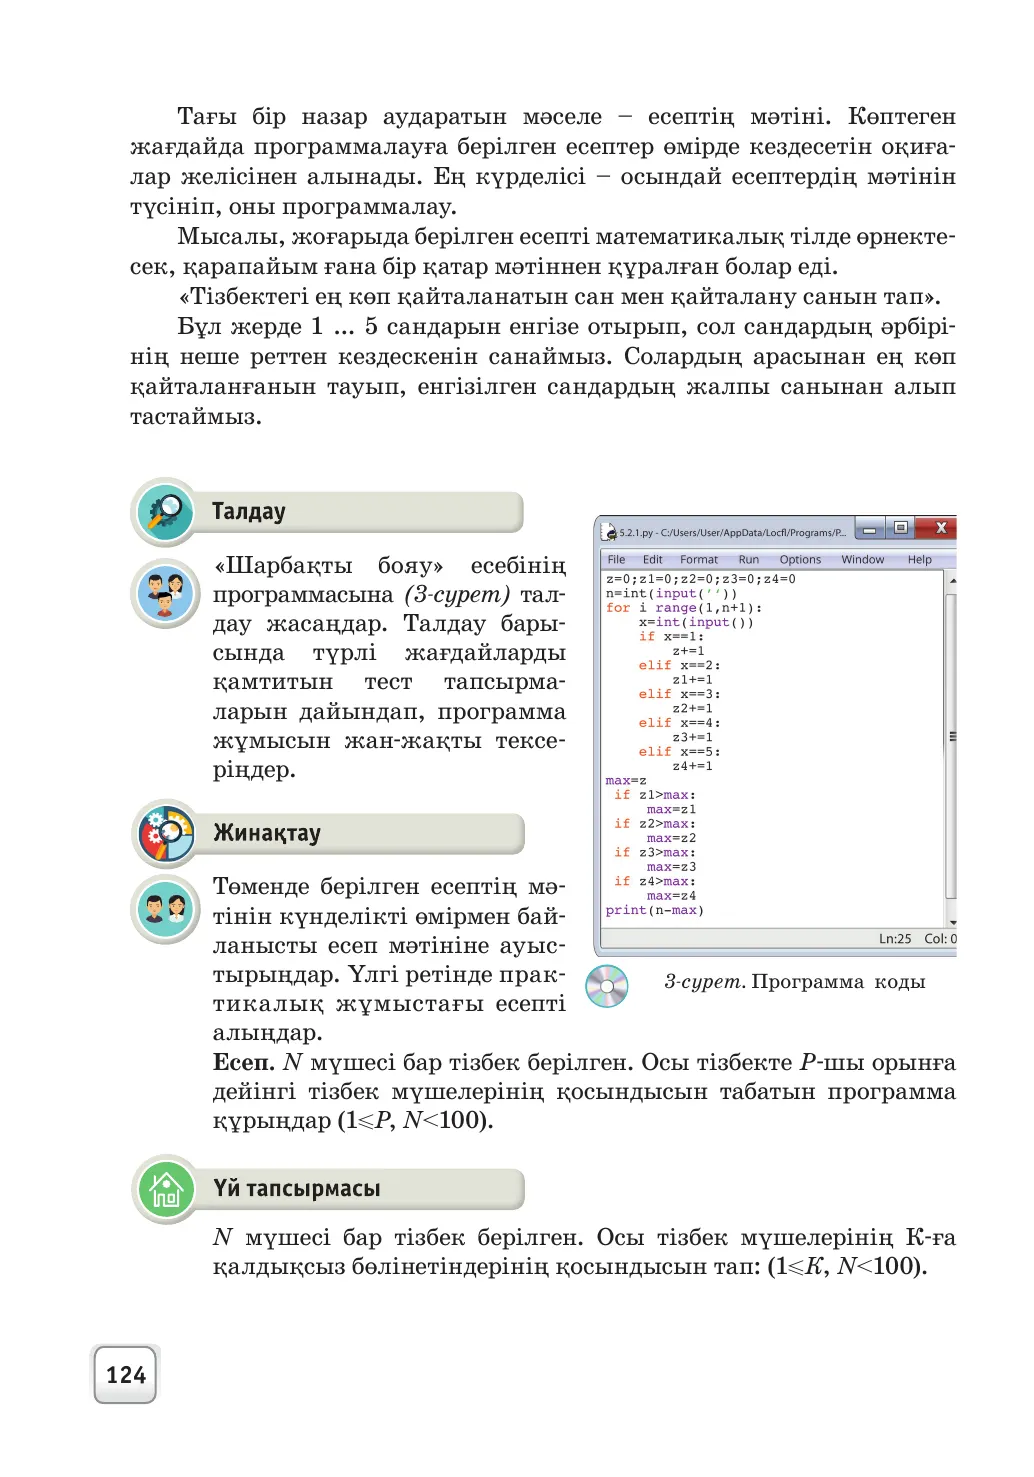 Тағы бір назар аударатын мәселе – есептің мәтіні. Көптеген
жағдайда программалауға берілген есептер өмірде кездесетін оқиға-
лар желісінен алынады. Ең күрделісі – осындай есептердің мәтінін
түсініп, оны программалау.
Мысалы, жоғарыда берілген есепті математикалық тілде өрнекте-
сек, қарапайым ғана бір қатар мәтіннен құралған болар еді.
«Тізбектегі ең көп қайталанатын сан мен қайталану санын тап».
Бұл жерде 1 ... 5 сандарын енгізе отырып, сол сандардың әрбірі-
нің неше реттен кездескенін санаймыз. Солардың арасынан ең көп
қайталанғанын тауып, енгізілген сандардың жалпы санынан алып
тастаймыз.
Талдау
«Шарбақты бояу» есебінің
программасына (3-сурет) тал-
дау жасаңдар. Талдау бары-
сында түрлі жағдайларды
қамтитын тест тапсырма-
ларын дайындап, программа
жұмысын жан-жақты тексе-
ріңдер.
Жинақтау
Төменде берілген есептің мә-
тінін күнделікті өмірмен бай-
ланысты есеп мәтініне ауыс-
тырыңдар. Үлгі ретінде прак-
тикалық жұмыстағы есепті
алыңдар.
5.2.1.py - C:/Users/User/AppData/Locfl/Programs/P...
X
File Edit Format Run Options Window Help
z=0;z1=0;z2=0;z3=0;z4=0
n=int(input(''))
for i range(1,n+1):
    x=int(input())
    if x==1:
        z+=1
    elif x==2:
        z1+=1
    elif x==3:
        z2+=1
    elif x==4:
        z3+=1
    elif x==5:
        z4+=1
max=z
 if z1>max:
     max=z1
 if z2>max:
     max=z2
 if z3>max:
     max=z3
 if z4>max:
     max=z4
print(n-max)
Ln:25 Col: 0
3-сурет. Программа коды
Есеп. N мүшесі бар тізбек берілген. Осы тізбекте P-шы орынға
дейінгі тізбек мүшелерінің қосындысын табатын программа
құрыңдар (1⩽P, N<100).
Үй тапсырмасы
N мүшесі бар тізбек берілген. Осы тізбек мүшелерінің К-ға
қалдықсыз бөлінетіндерінің қосындысын тап: (1⩽К, N<100).
124